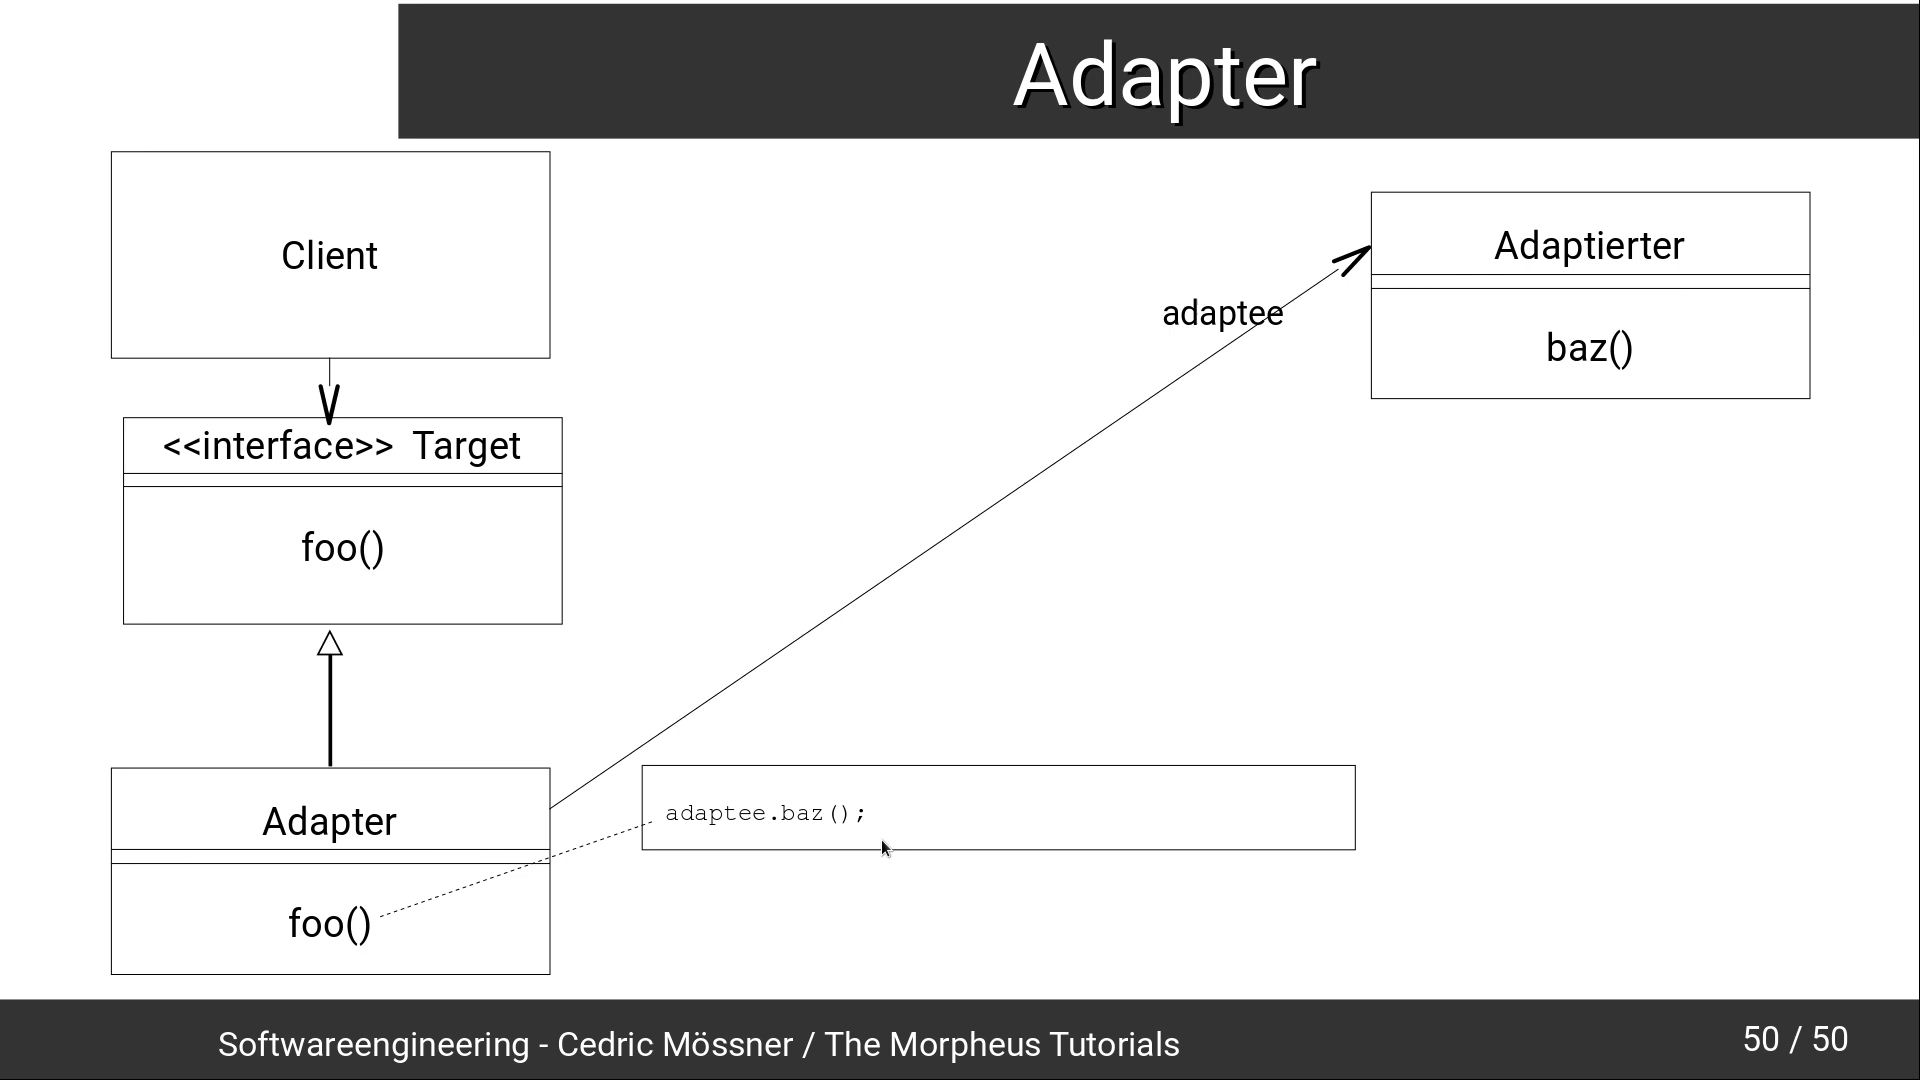 Adapter
Client
Adaptierter
adaptee
baz()
<<interface>> Target
foo()
Adapter
adaptee.baz();
foo()
Softwareengineering - Cedric Mössner / The Morpheus Tutorials
50 / 50